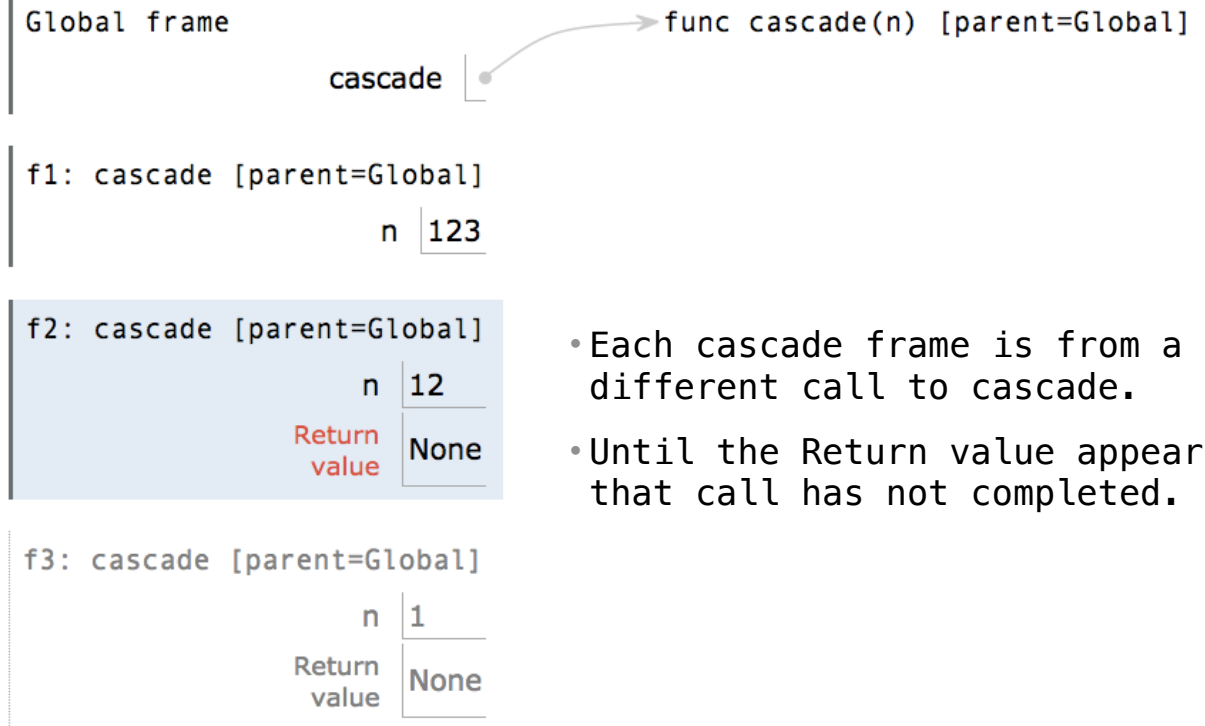 Global frame
func cascade(n) [parent=Global]
cascade
f1: cascade [parent=Global]
n 123
f2: cascade [parent=Global]
n 12
Return
value None
f3: cascade [parent=Global]
n 1
Return
value None
•Each cascade frame is from a
different call to cascade.
•Until the Return value appear
that call has not completed.